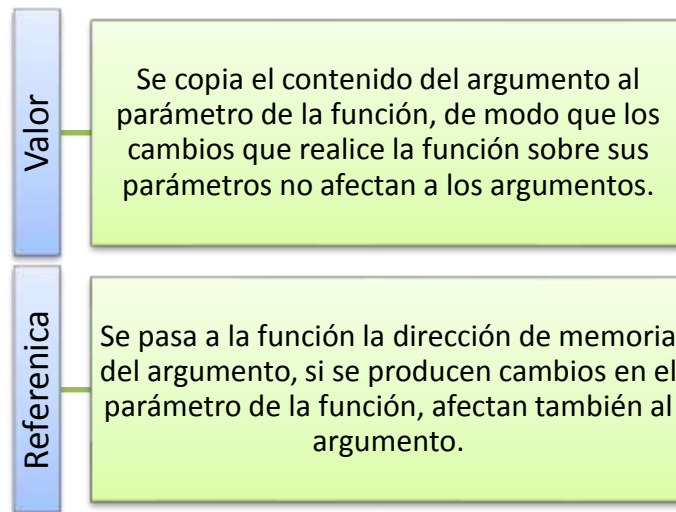 Valor
Se copia el contenido del argumento al
parámetro de la función, de modo que los
cambios que realice la función sobre sus
parámetros no afectan a los argumentos.
Referenica
Se pasa a la función la dirección de memoria
del argumento, si se producen cambios en el
parámetro de la función, afectan también al
argumento.